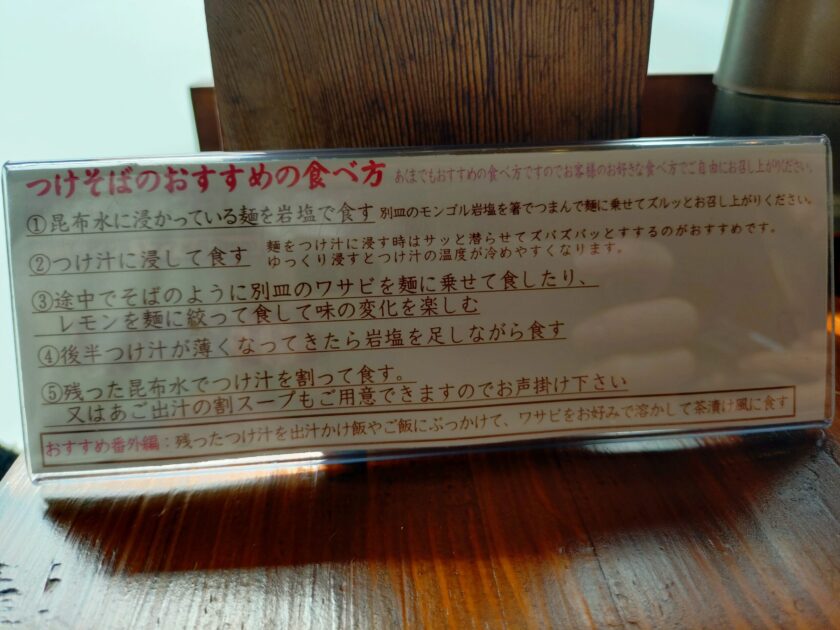 つけそばのおすすめの食べ方 あくまでもおすすめの食べ方ですのでお客様のお好きな食べ方でご自由にお召し上がりください。
①昆布水に浸かっている麺を岩塩で食す 別皿のモンゴル岩塩を箸でつまんで麺に乗せてズルッとお召し上がりください。
②つけ汁に浸して食す 麺をつけ汁に浸す時はサッと潜らせてズバズバッとすするのがおすすめです。
ゆっくり浸すとつけ汁の温度が冷めやすくなります。
③途中でそばのように別皿のワサビを麺に乗せて食したり、
レモンを麺に絞って食して味の変化を楽しむ
④後半つけ汁が薄くなってきたら岩塩を足しながら食す
⑤残った昆布水でつけ汁を割って食す。
又はあご出汁の割スープもご用意できますのでお声掛け下さい
おすすめ番外編：残ったつけ汁を出汁かけ飯やご飯にぶっかけて、ワサビをお好みで溶かして茶漬け風に食す